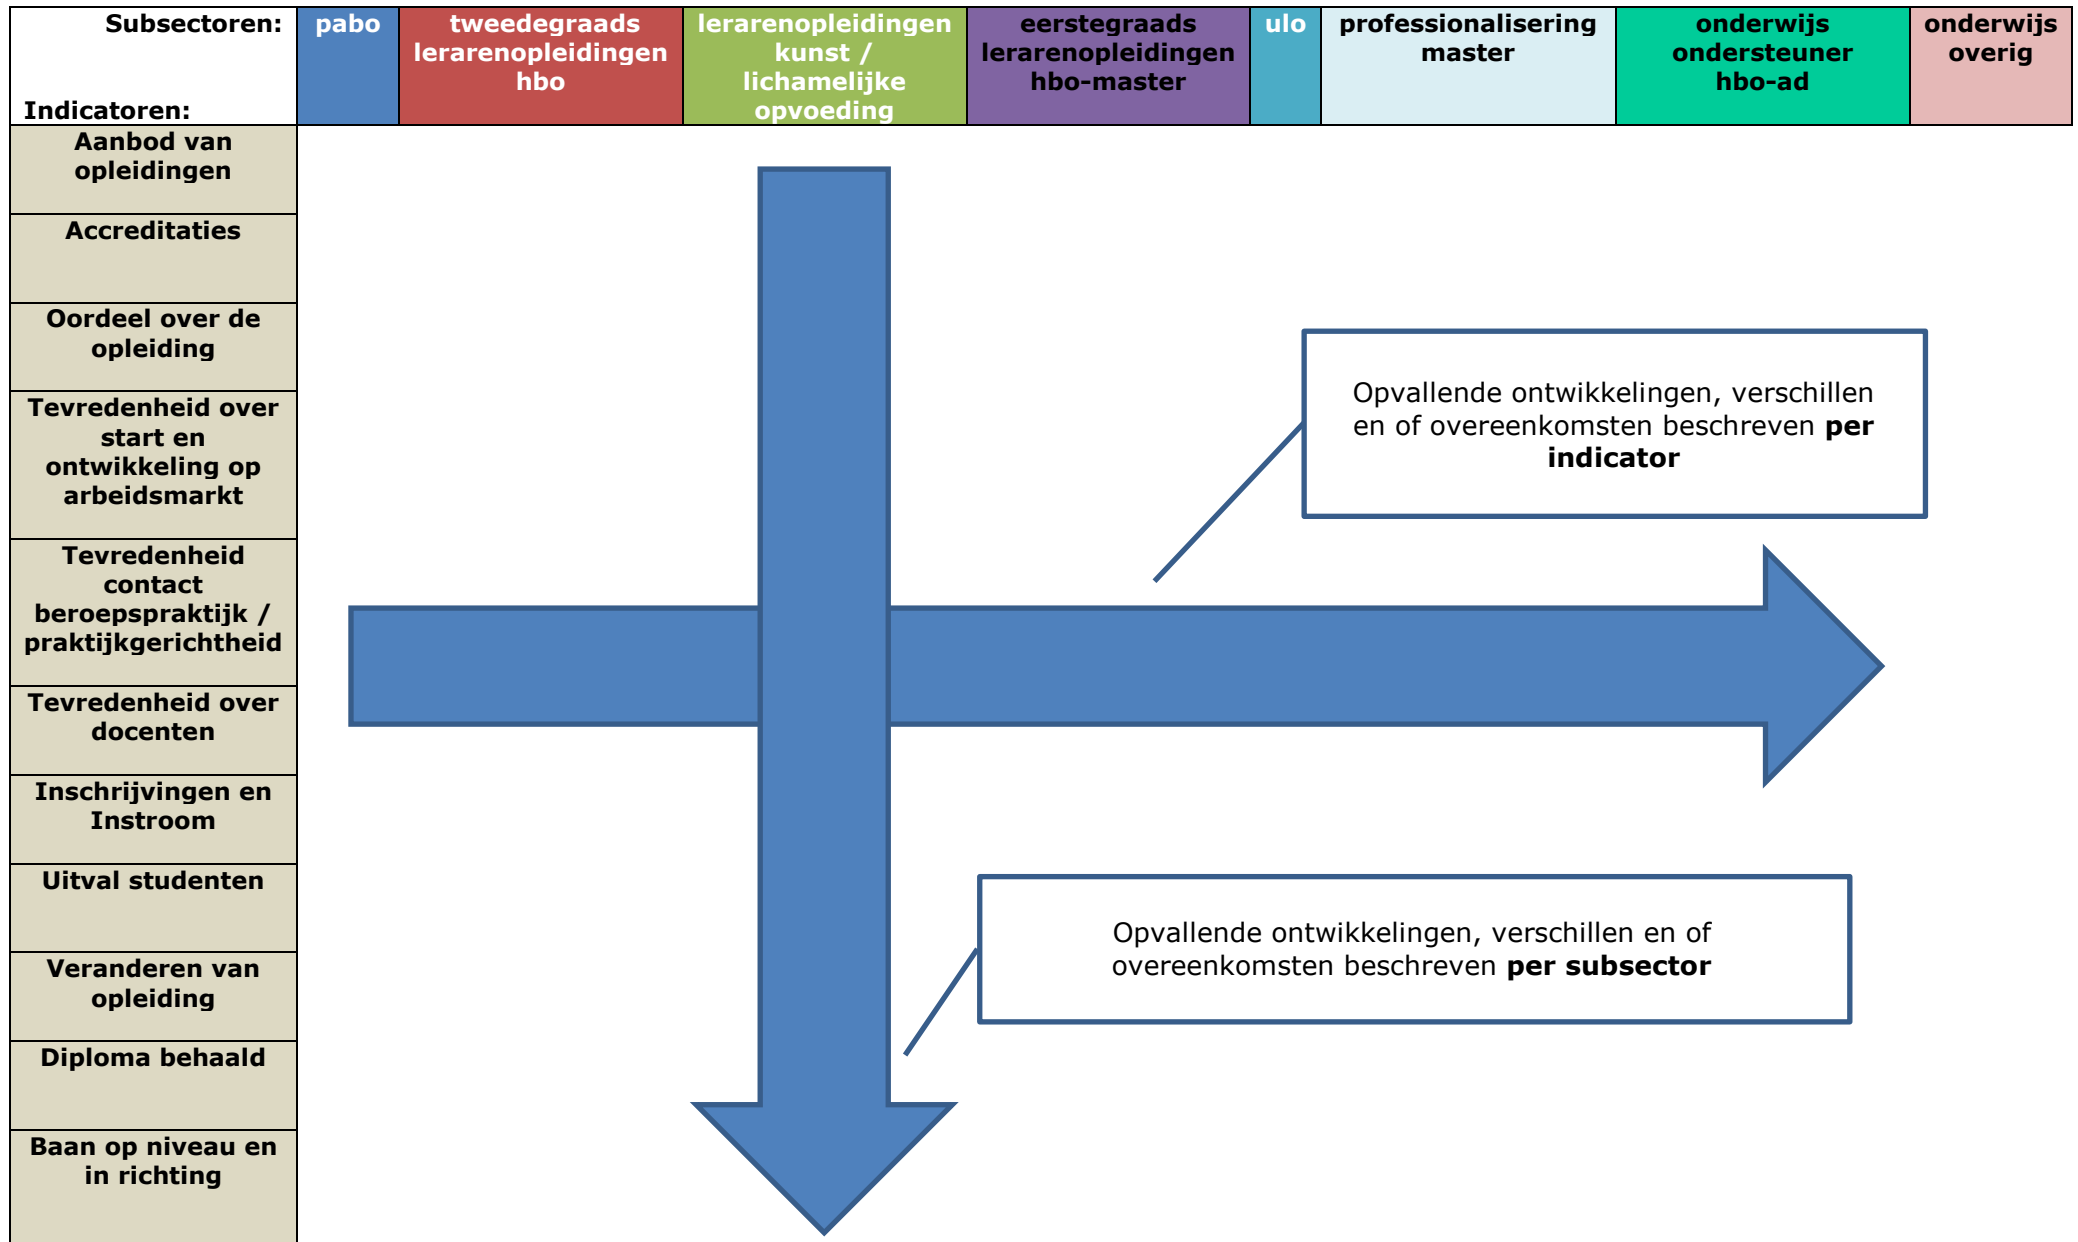 Subsectoren:
Indicatoren:
pabo
tweedegraads
lerarenopleidingen
hbo
lerarenopleidingen
kunst /
lichamelijke
opvoeding
eerstegraads
lerarenopleidingen
hbo-master
ulo
professionalisering
master
onderwijs
ondersteuner
hbo-ad
onderwijs
overig
Aanbod van
opleidingen
Accreditaties
Oordeel over de
opleiding
Tevredenheid over
start en
ontwikkeling op
arbeidsmarkt
Tevredenheid
contact
beroepspraktijk /
praktijkgerichtheid
Tevredenheid over
docenten
Inschrijvingen en
Instroom
Uitval studenten
Veranderen van
opleiding
Diploma behaald
Baan op niveau en
in richting
Opvallende ontwikkelingen, verschillen
en of overeenkomsten beschreven per
indicator
Opvallende ontwikkelingen, verschillen en of
overeenkomsten beschreven per subsector